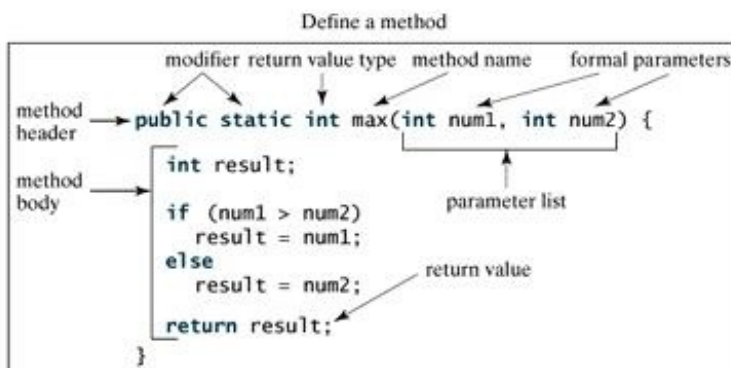 Define a method
modifier return value type method name formal parameters
method
header
public static int max(int num1, int num2) {
method
body
int result;
parameter list
if (num1 > num2)
result = num1;
else
return value
result = num2;
return result;
}